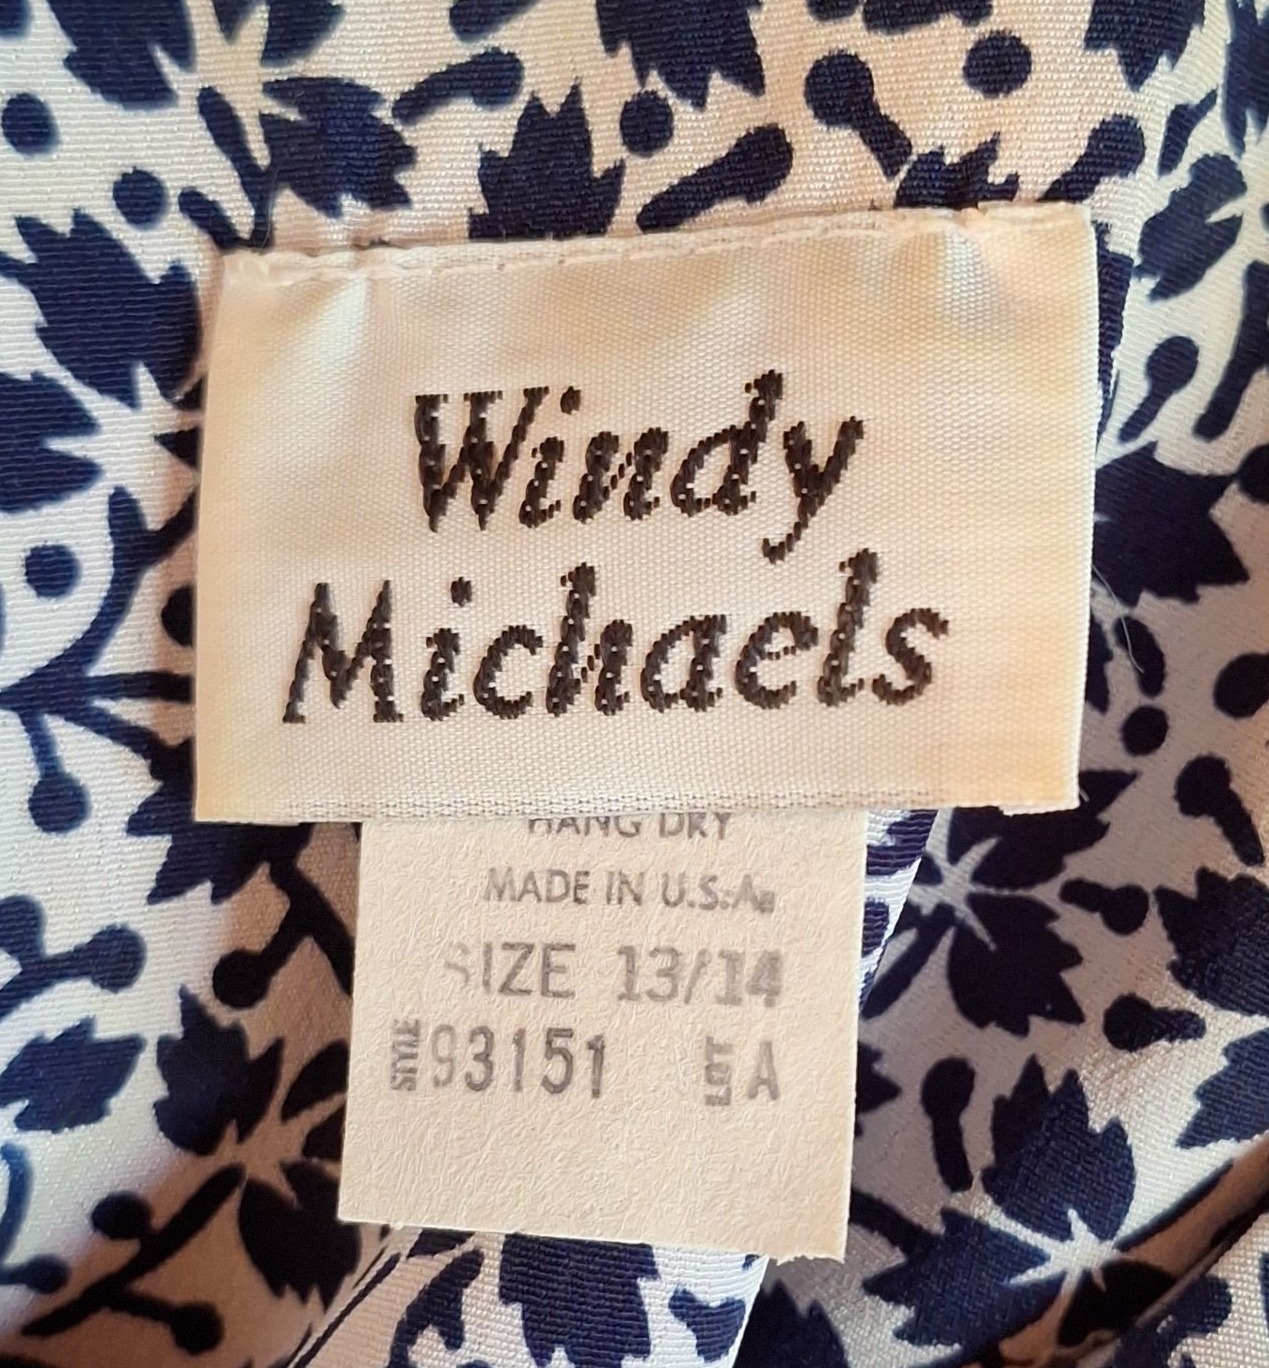 Windy
Michaels
HANG DRY
MADE IN U.S.A.
SIZE 13/14
STYLE 93151 LOT A